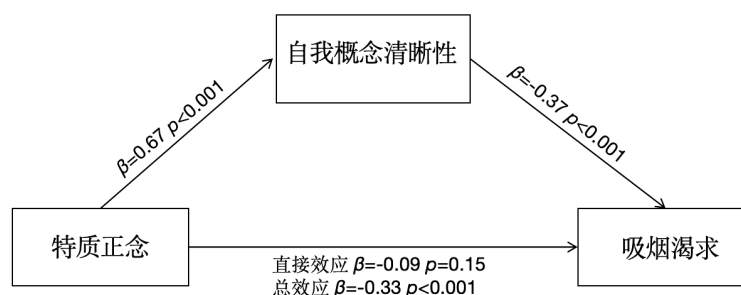 自我概念清晰性
β=0.67 p<0.001
β=-0.37 p<0.001
特质正念
吸烟渴求
直接效应 β=-0.09 p=0.15
总效应 β=-0.33 p<0.001